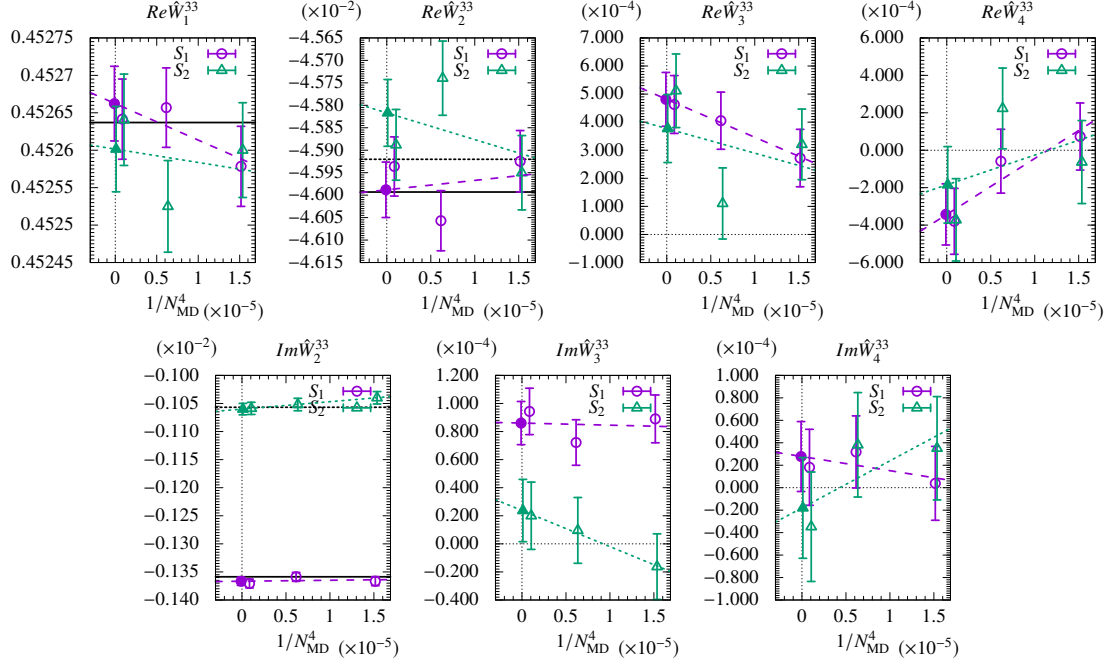 ReŴ₁³³
0.45275
0.4527
0.45265
0.4526
0.45255
0.4525
0.45245
S₁
S₂
0 0.5 1 1.5
1/N⁴_MD (×10⁻⁵)
(×10⁻²) ReŴ₂³³
−4.565
−4.570
−4.575
−4.580
−4.585
−4.590
−4.595
−4.600
−4.605
−4.610
−4.615
S₁
S₂
0 0.5 1 1.5
1/N⁴_MD (×10⁻⁵)
(×10⁻⁴) ReŴ₃³³
7.000
6.000
5.000
4.000
3.000
2.000
1.000
0.000
−1.000
S₁
S₂
0 0.5 1 1.5
1/N⁴_MD (×10⁻⁵)
(×10⁻⁴) ReŴ₄³³
6.000
4.000
2.000
0.000
−2.000
−4.000
−6.000
S₁
S₂
0 0.5 1 1.5
1/N⁴_MD (×10⁻⁵)
(×10⁻²) ImŴ₂³³
−0.100
−0.105
−0.110
−0.115
−0.120
−0.125
−0.130
−0.135
−0.140
S₁
S₂
0 0.5 1 1.5
1/N⁴_MD (×10⁻⁵)
(×10⁻⁴) ImŴ₃³³
1.200
1.000
0.800
0.600
0.400
0.200
0.000
−0.200
−0.400
S₁
S₂
0 0.5 1 1.5
1/N⁴_MD (×10⁻⁵)
(×10⁻⁴) ImŴ₄³³
1.000
0.800
0.600
0.400
0.200
0.000
−0.200
−0.400
−0.600
−0.800
−1.000
S₁
S₂
0 0.5 1 1.5
1/N⁴_MD (×10⁻⁵)